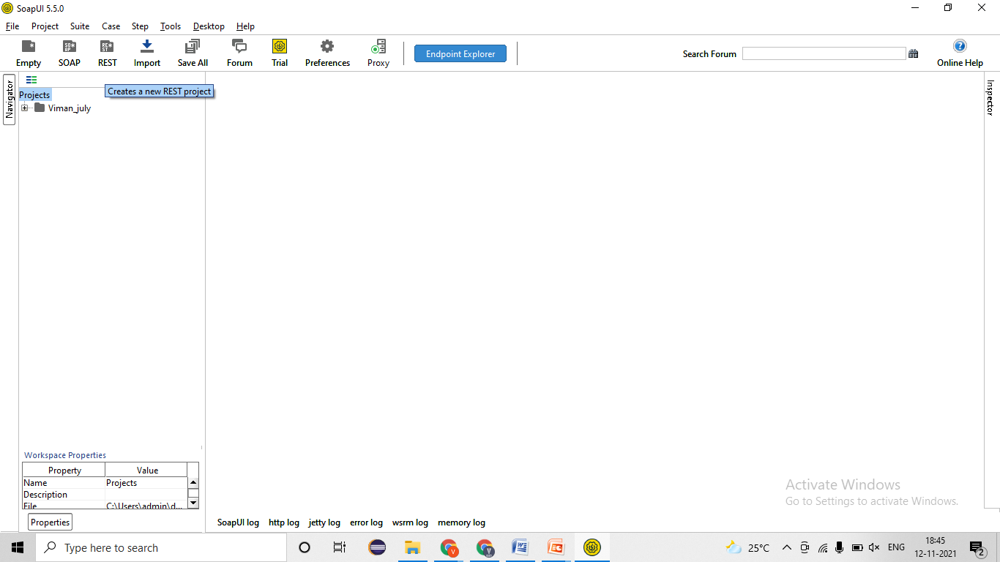 SoapUI 5.5.0
File Project Suite Case Step Tools Desktop Help
Empty SOAP REST Import Save All Forum Trial Preferences Proxy Endpoint Explorer Search Forum Online Help
Navigator
Inspector
Creates a new REST project
Projects
Viman_july
Workspace Properties
Property Value
Name Projects
Description
File C:\Users\admin\d...
Properties
Activate Windows
Go to Settings to activate Windows.
SoapUI log http log jetty log error log wsrm log memory log
Type here to search 25°C ENG 18:45
12-11-2021 2